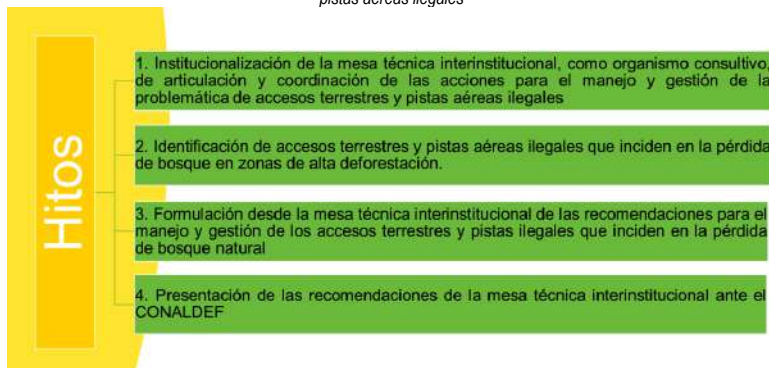 pistas aéreas ilegales
Hitos
1. Institucionalización de la mesa técnica interinstitucional, como organismo consultivo,
de articulación y coordinación de las acciones para el manejo y gestión de la
problemática de accesos terrestres y pistas aéreas ilegales
2. Identificación de accesos terrestres y pistas aéreas ilegales que inciden en la pérdida
de bosque en zonas de alta deforestación.
3. Formulación desde la mesa técnica interinstitucional de las recomendaciones para el
manejo y gestión de los accesos terrestres y pistas ilegales que inciden en la pérdida
de bosque natural
4. Presentación de las recomendaciones de la mesa técnica interinstitucional ante el
CONALDEF